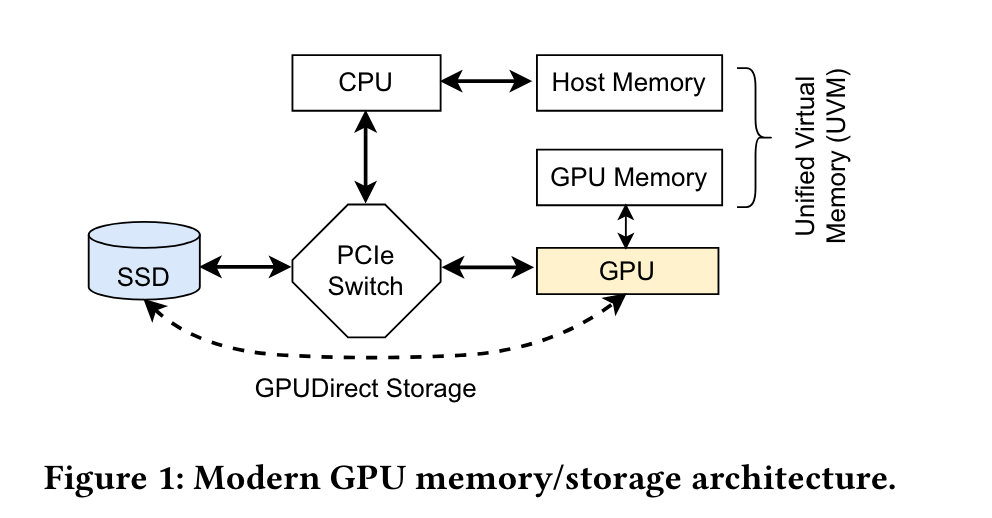 CPU
Host Memory
GPU Memory
Unified Virtual
Memory (UVM)
PCIe
Switch
SSD
GPU
GPUDirect Storage
Figure 1: Modern GPU memory/storage architecture.